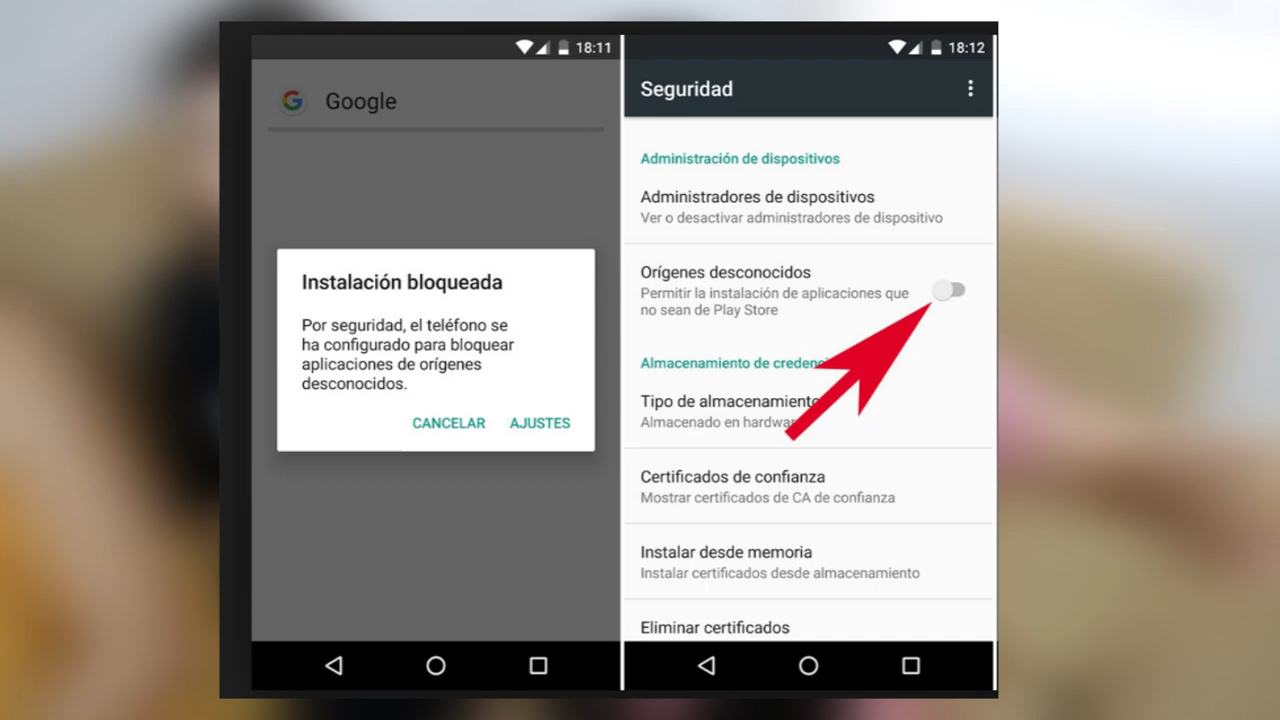 18:11
Google
Instalación bloqueada
Por seguridad, el teléfono se
ha configurado para bloquear
aplicaciones de orígenes
desconocidos.
CANCELAR AJUSTES
18:12
Seguridad
Administración de dispositivos
Administradores de dispositivos
Ver o desactivar administradores de dispositivo
Orígenes desconocidos
Permitir la instalación de aplicaciones que
no sean de Play Store
Almacenamiento de
Tipo de almacenamiento
Almacenado en
Certificados de confianza
Mostrar certificados de CA de confianza
Instalar desde memoria
Instalar certificados desde almacenamiento
Eliminar certificados